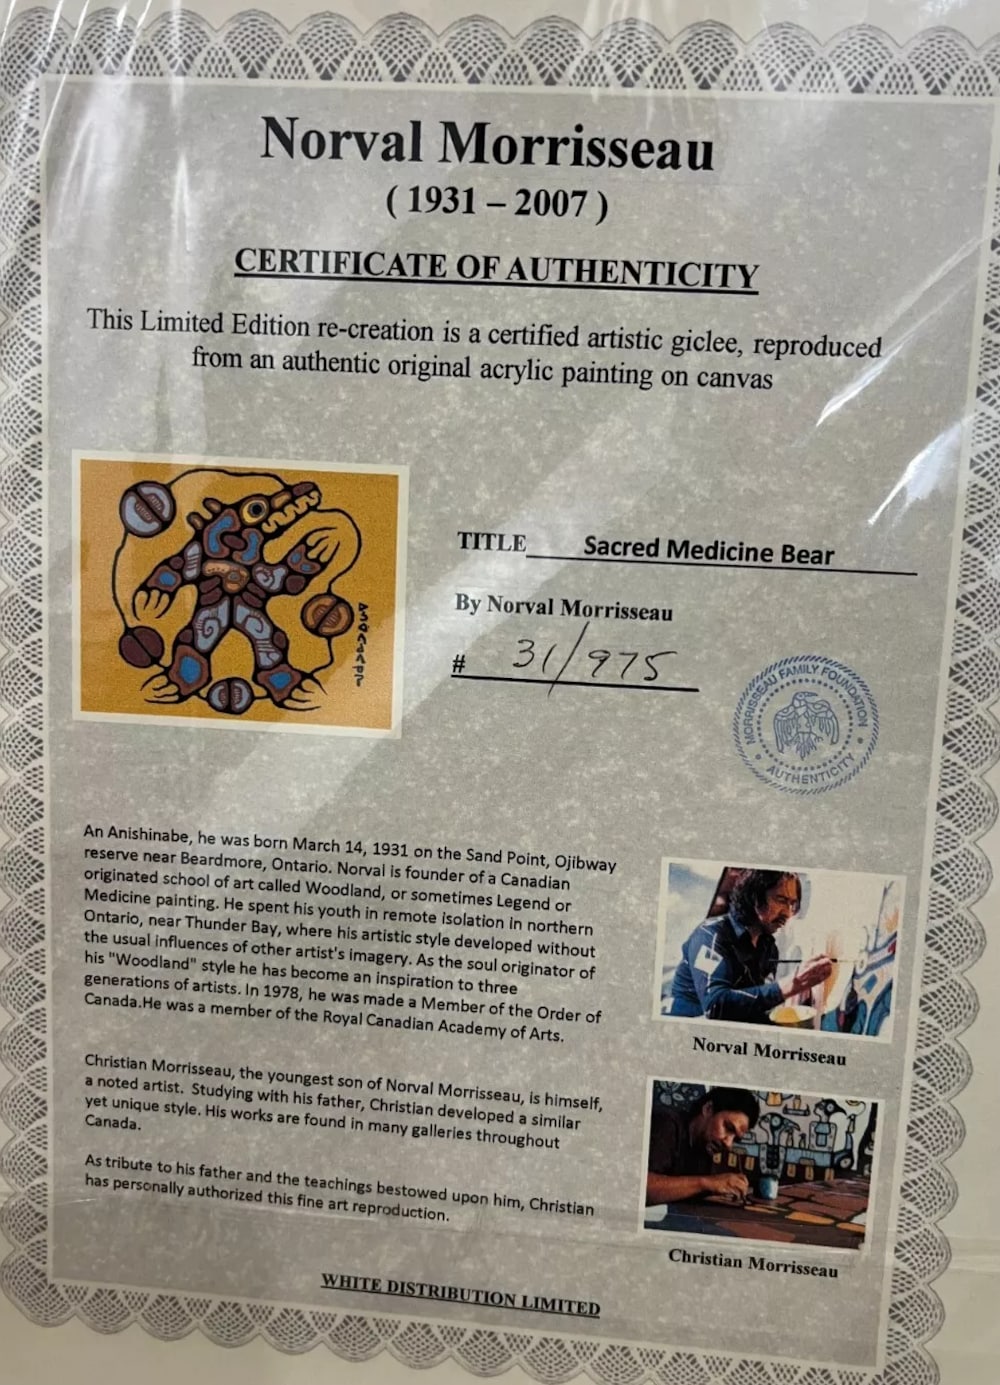 Norval Morrisseau
( 1931 – 2007 )
CERTIFICATE OF AUTHENTICITY
This Limited Edition re-creation is a certified artistic giclee, reproduced
from an authentic original acrylic painting on canvas
TITLE Sacred Medicine Bear
By Norval Morrisseau
# 31/975
MORRISSEAU FAMILY FOUNDATION
AUTHENTICITY
An Anishinabe, he was born March 14, 1931 on the Sand Point, Ojibway
reserve near Beardmore, Ontario. Norval is founder of a Canadian
originated school of art called Woodland, or sometimes Legend or
Medicine painting. He spent his youth in remote isolation in northern
Ontario, near Thunder Bay, where his artistic style developed without
the usual influences of other artist's imagery. As the soul originator of
his "Woodland" style he has become an inspiration to three
generations of artists. In 1978, he was made a Member of the Order of
Canada.He was a member of the Royal Canadian Academy of Arts.
Norval Morrisseau
Christian Morrisseau, the youngest son of Norval Morrisseau, is himself,
a noted artist. Studying with his father, Christian developed a similar
yet unique style. His works are found in many galleries throughout
Canada.
As tribute to his father and the teachings bestowed upon him, Christian
has personally authorized this fine art reproduction.
Christian Morrisseau
WHITE DISTRIBUTION LIMITED